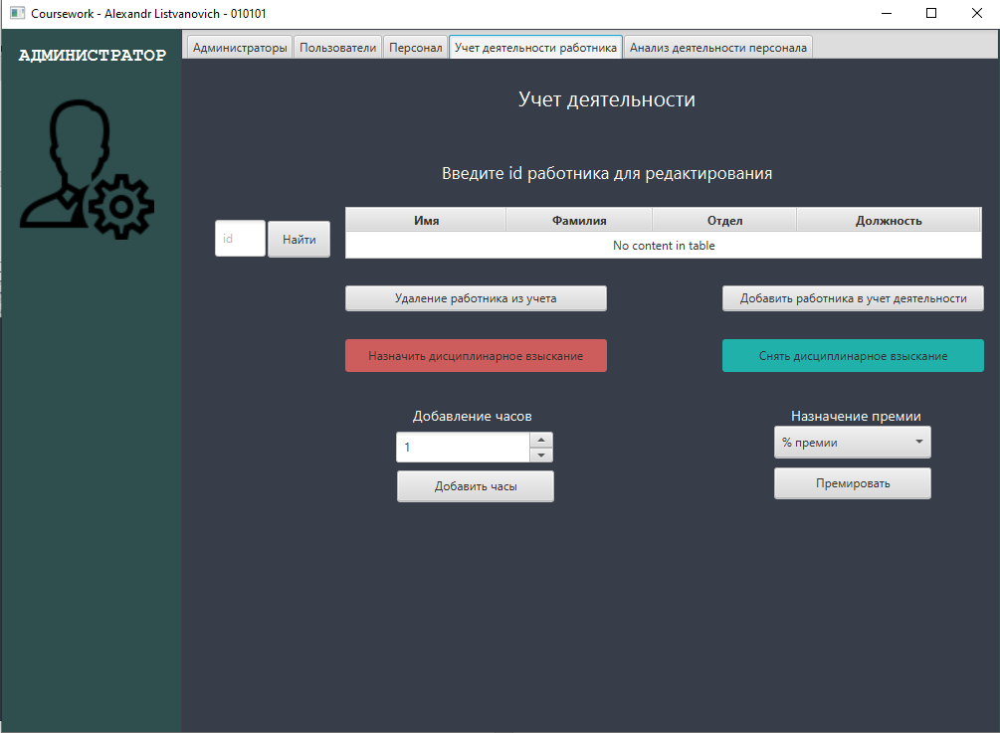 Coursework - Alexandr Listvanovich - 010101
АДМИНИСТРАТОР
Администраторы Пользователи Персонал Учет деятельности работника Анализ деятельности персонала
Учет деятельности
Введите id работника для редактирования
id Найти
Имя Фамилия Отдел Должность
No content in table
Удаление работника из учета Добавить работника в учет деятельности
Назначить дисциплинарное взыскание Снять дисциплинарное взыскание
Добавление часов Назначение премии
1 % премии
Добавить часы Премировать